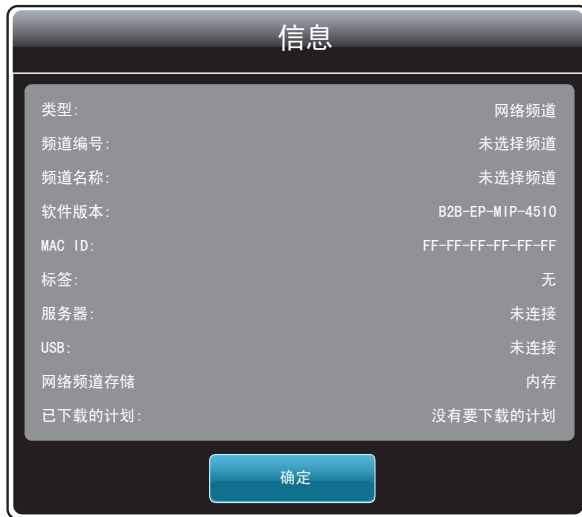 信息
类型: 网络频道
频道编号: 未选择频道
频道名称: 未选择频道
软件版本: B2B-EP-MIP-4510
MAC ID: FF-FF-FF-FF-FF-FF
标签: 无
服务器: 未连接
USB: 未连接
网络频道存储 内存
已下载的计划: 没有要下载的计划
确定